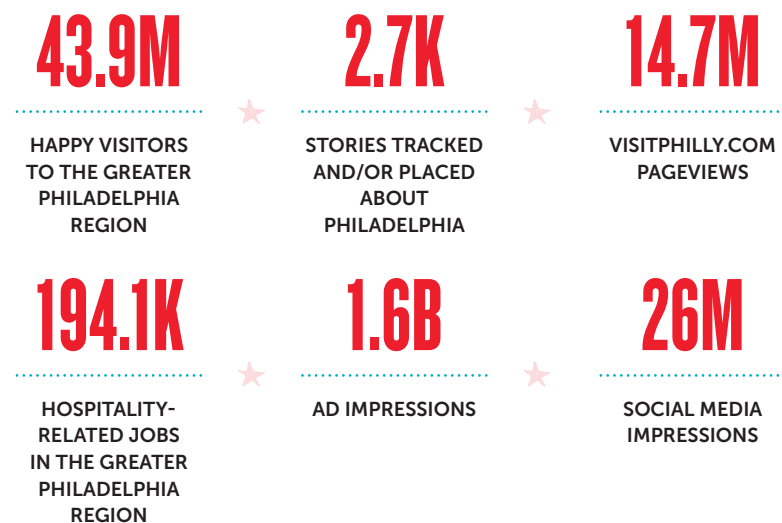 43.9M
HAPPY VISITORS
TO THE GREATER
PHILADELPHIA
REGION
2.7K
STORIES TRACKED
AND/OR PLACED
ABOUT
PHILADELPHIA
14.7M
VISITPHILLY.COM
PAGEVIEWS
194.1K
HOSPITALITY-
RELATED JOBS
IN THE GREATER
PHILADELPHIA
REGION
1.6B
AD IMPRESSIONS
26M
SOCIAL MEDIA
IMPRESSIONS